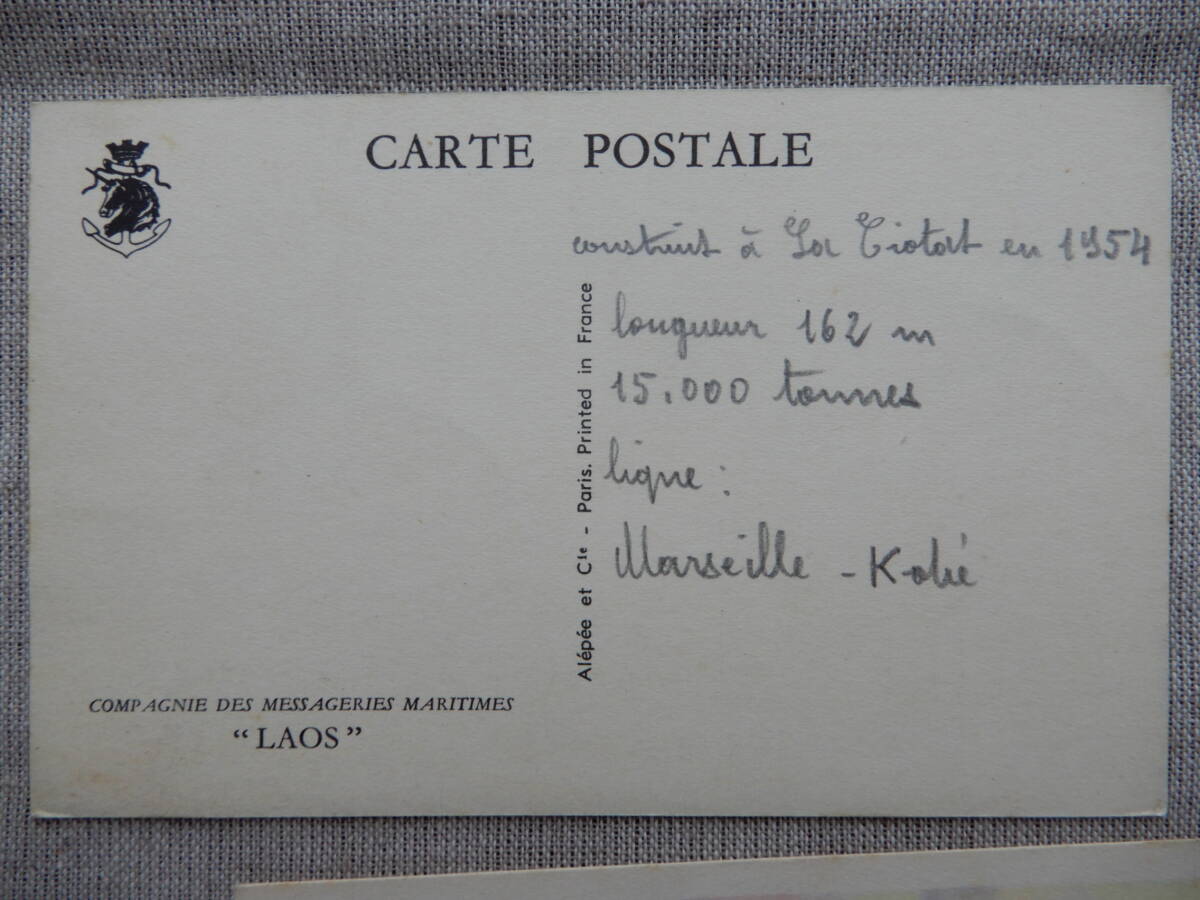 CARTE POSTALE
construit à La Ciotat en 1954
longueur 162 m
15.000 tonnes
ligne :
Marseille - Kobé
Alépée et Cie - Paris. Printed in France
COMPAGNIE DES MESSAGERIES MARITIMES
“LAOS”